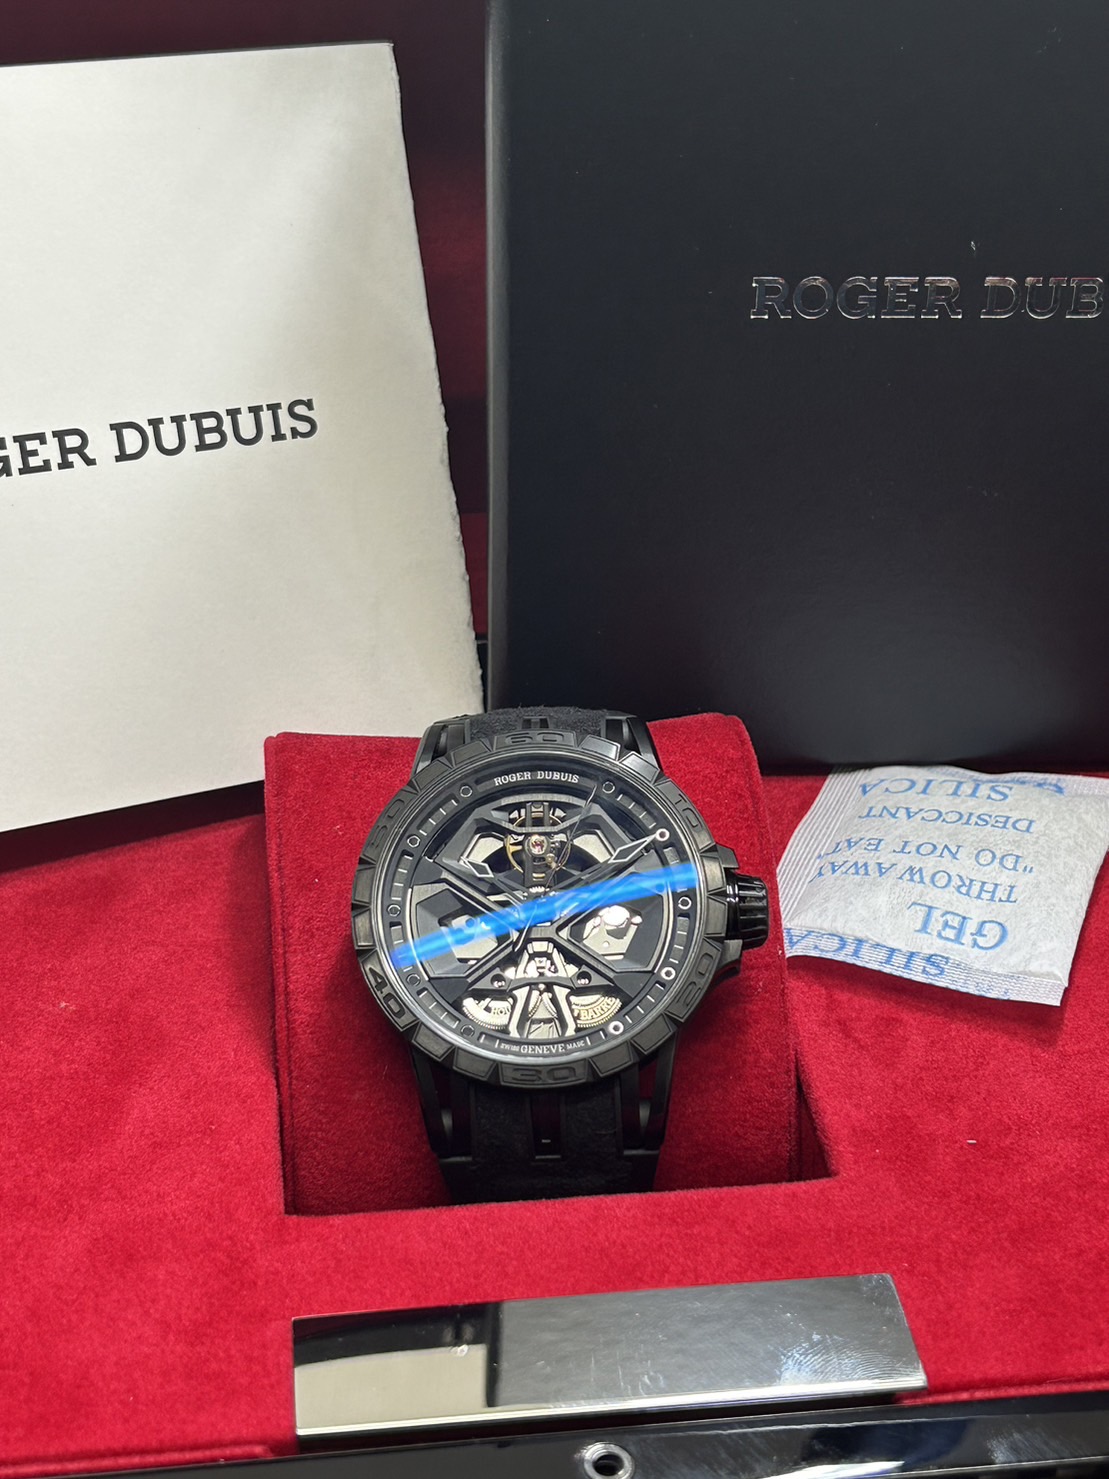 GER DUBUIS
ROGER DUB
60
ROGER DUBUIS
10
20
30
40
50
SWISS GENEVE MADE
BARRE
SILICA
DESICCANT
"DO NOT EAT"
THROW AWAY
GEL
SILICA